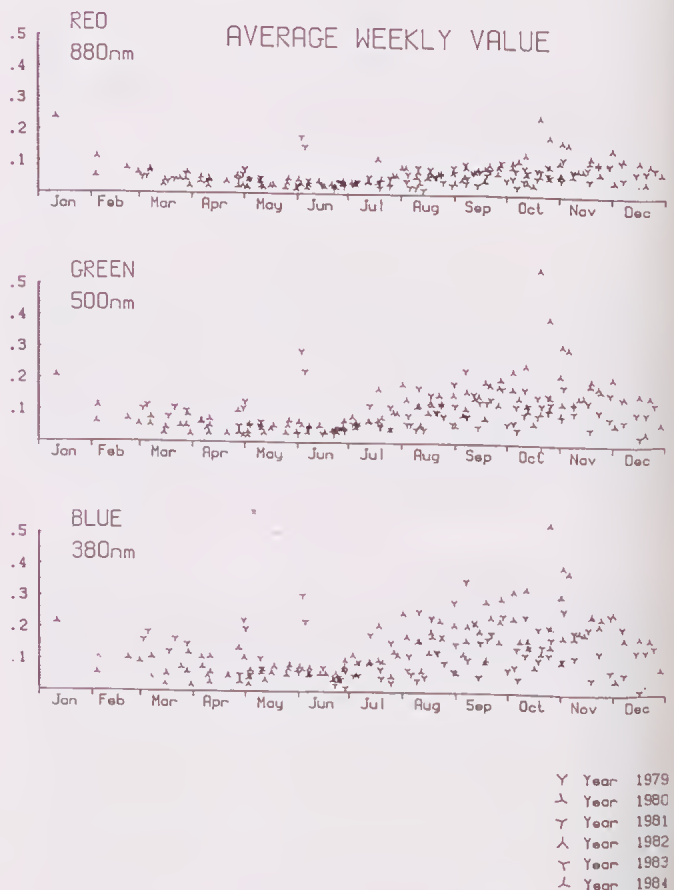 AVERAGE WEEKLY VALUE
RED
880nm
.5
.4
.3
.2
.1
Jan Feb Mar Apr May Jun Jul Aug Sep Oct Nov Dec
GREEN
500nm
.5
.4
.3
.2
.1
Jan Feb Mar Apr May Jun Jul Aug Sep Oct Nov Dec
BLUE
380nm
.5
.4
.3
.2
.1
Jan Feb Mar Apr May Jun Jul Aug Sep Oct Nov Dec
Year 1979
Year 1980
Year 1981
Year 1982
Year 1983
Year 1984